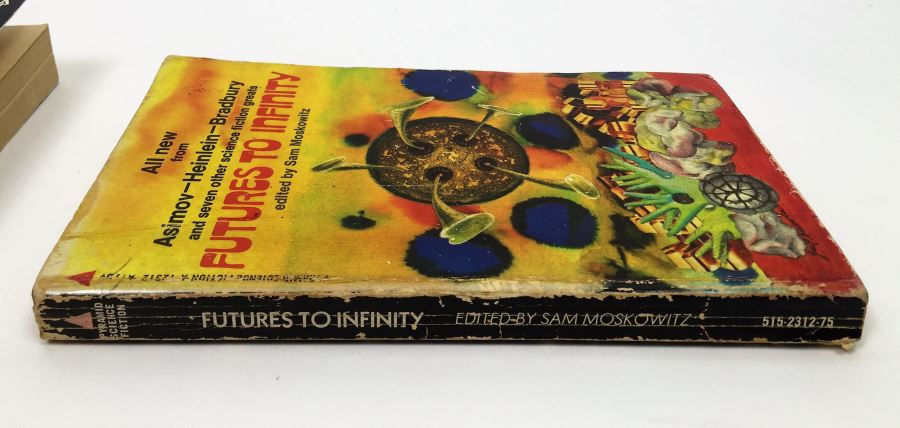 All new
from
Asimov–Heinlein–Bradbury
and seven other science fiction greats
FUTURES TO INFINITY
edited by Sam Moskowitz
PYRAMID
SCIENCE
FICTION
FUTURES TO INFINITY EDITED BY SAM MOSKOWITZ 515-2312-75